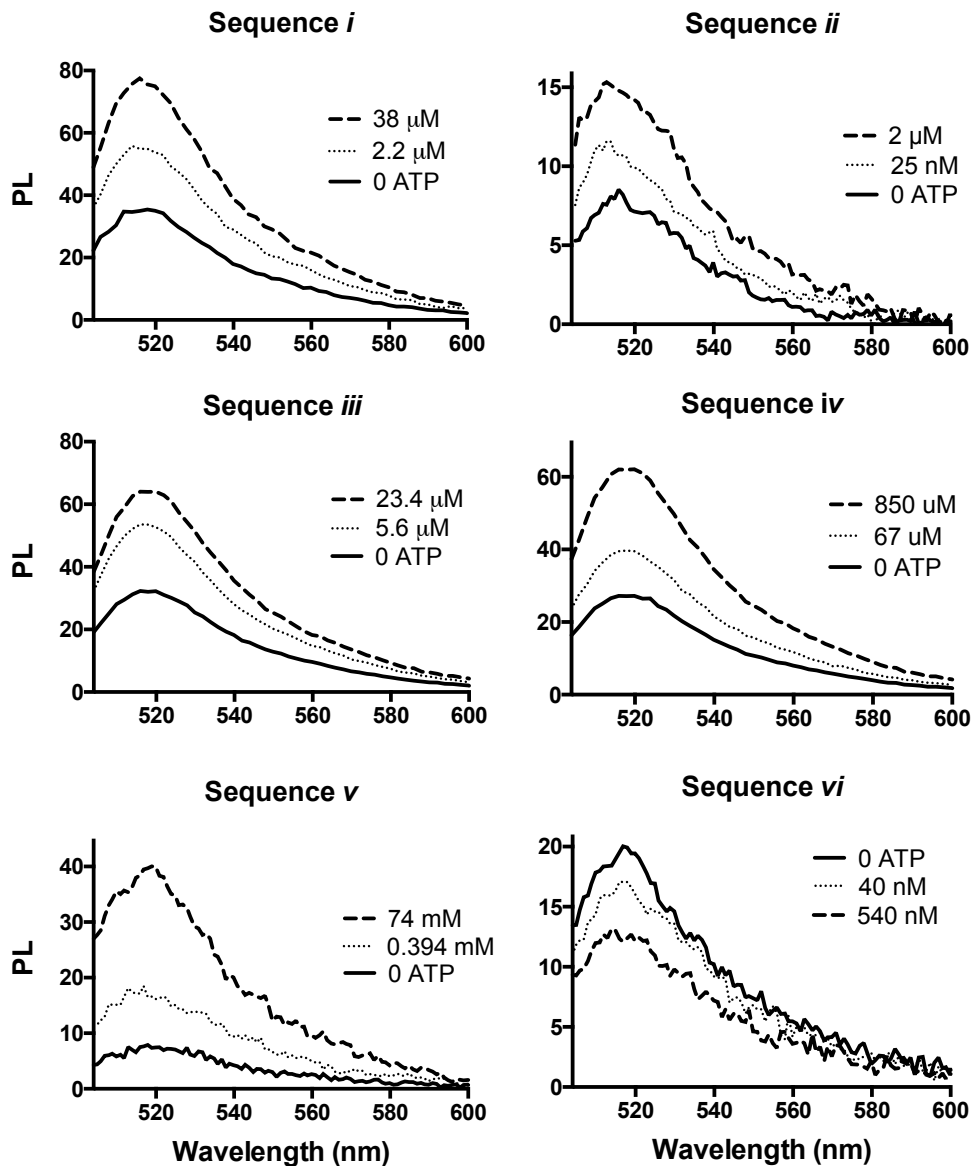 Sequence i
PL
80
60
40
20
0
38 μM
2.2 μM
0 ATP
520 540 560 580 600
Sequence ii
15
10
5
0
2 μM
25 nM
0 ATP
520 540 560 580 600
Sequence iii
PL
80
60
40
20
0
23.4 μM
5.6 μM
0 ATP
520 540 560 580 600
Sequence iv
60
40
20
0
850 uM
67 uM
0 ATP
520 540 560 580 600
Sequence v
PL
40
30
20
10
0
74 mM
0.394 mM
0 ATP
520 540 560 580 600
Wavelength (nm)
Sequence vi
20
15
10
5
0
0 ATP
40 nM
540 nM
520 540 560 580 600
Wavelength (nm)